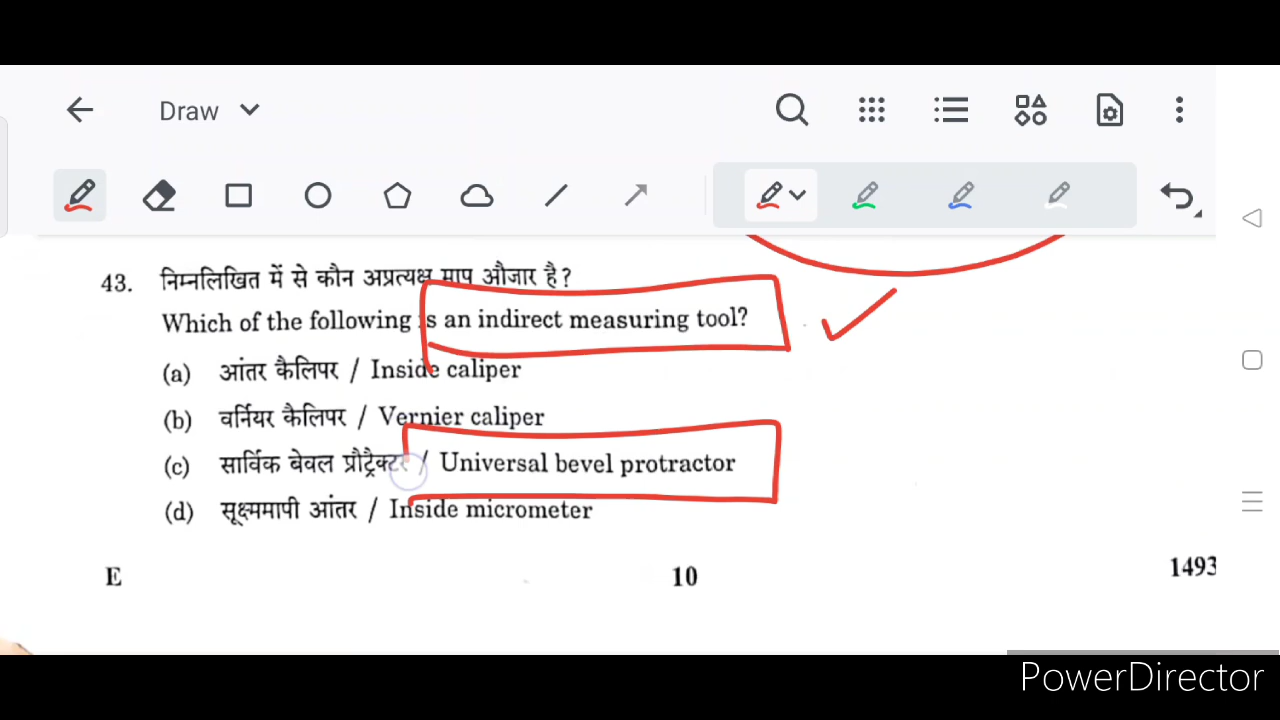 Draw
43. निम्नलिखित में से कौन अप्रत्यक्ष माप औजार है?
Which of the following is an indirect measuring tool?
(a) आंतर कैलिपर / Inside caliper
(b) वर्नियर कैलिपर / Vernier caliper
(c) सार्विक बेवल प्रौट्रैक्टर / Universal bevel protractor
(d) सूक्ष्ममापी आंतर / Inside micrometer
E 10 1493
PowerDirector